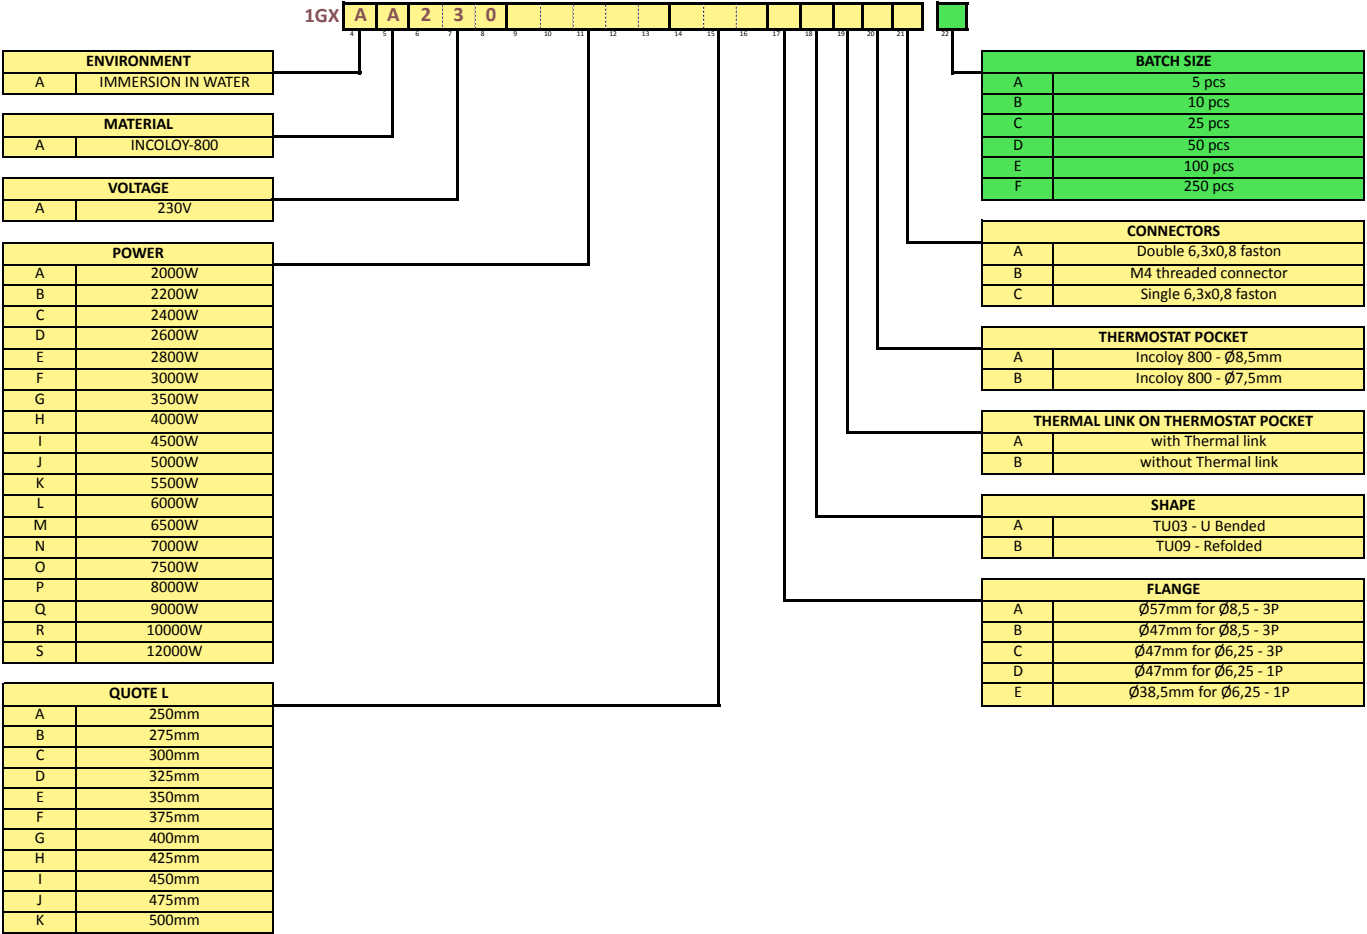 1GX A A 2 3 0
4 5 6 7 8 9 10 11 12 13 14 15 16 17 18 19 20 21 22
ENVIRONMENT
A IMMERSION IN WATER
MATERIAL
A INCOLOY-800
VOLTAGE
A 230V
POWER
A 2000W
B 2200W
C 2400W
D 2600W
E 2800W
F 3000W
G 3500W
H 4000W
I 4500W
J 5000W
K 5500W
L 6000W
M 6500W
N 7000W
O 7500W
P 8000W
Q 9000W
R 10000W
S 12000W
QUOTE L
A 250mm
B 275mm
C 300mm
D 325mm
E 350mm
F 375mm
G 400mm
H 425mm
I 450mm
J 475mm
K 500mm
BATCH SIZE
A 5 pcs
B 10 pcs
C 25 pcs
D 50 pcs
E 100 pcs
F 250 pcs
CONNECTORS
A Double 6,3x0,8 faston
B M4 threaded connector
C Single 6,3x0,8 faston
THERMOSTAT POCKET
A Incoloy 800 - Ø8,5mm
B Incoloy 800 - Ø7,5mm
THERMAL LINK ON THERMOSTAT POCKET
A with Thermal link
B without Thermal link
SHAPE
A TU03 - U Bended
B TU09 - Refolded
FLANGE
A Ø57mm for Ø8,5 - 3P
B Ø47mm for Ø8,5 - 3P
C Ø47mm for Ø6,25 - 3P
D Ø47mm for Ø6,25 - 1P
E Ø38,5mm for Ø6,25 - 1P